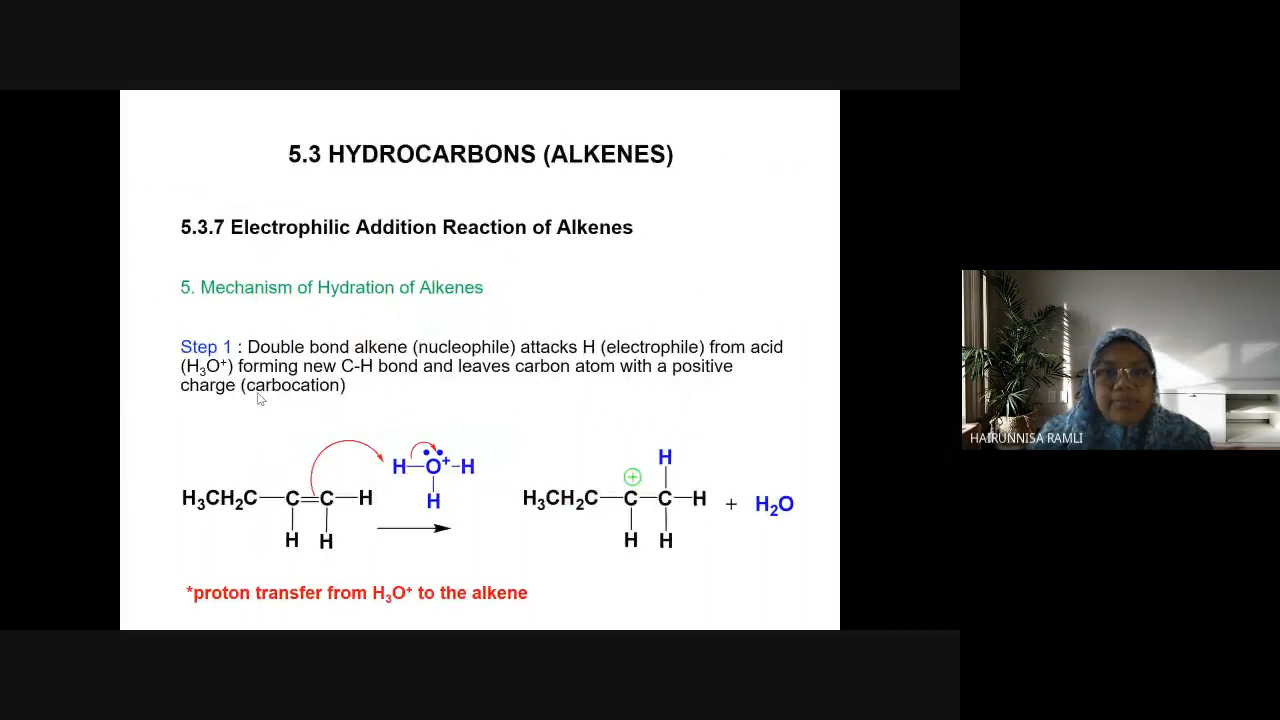 5.3 HYDROCARBONS (ALKENES)
5.3.7 Electrophilic Addition Reaction of Alkenes
5. Mechanism of Hydration of Alkenes
Step 1 : Double bond alkene (nucleophile) attacks H (electrophile) from acid
(H₃O⁺) forming new C-H bond and leaves carbon atom with a positive
charge (carbocation)
H₃CH₂C—C=C—H
H H
H—O⁺–H
H
H₃CH₂C—C—C—H + H₂O
⊕ H
H H
*proton transfer from H₃O⁺ to the alkene
HAIRUNNISA RAMLI